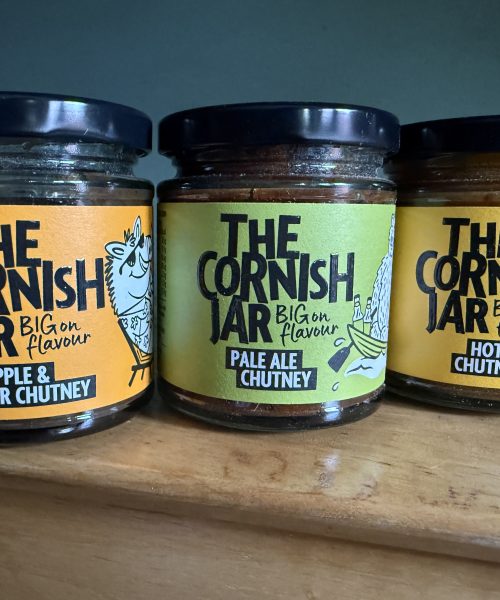 THE
CORNISH
JAR
BIG on
flavour
PALE ALE
CHUTNEY
HE
RNISH
R
BIG on
flavour
PPLE &
R CHUTNEY
TH
CORN
JAR
HOT
CHUTN